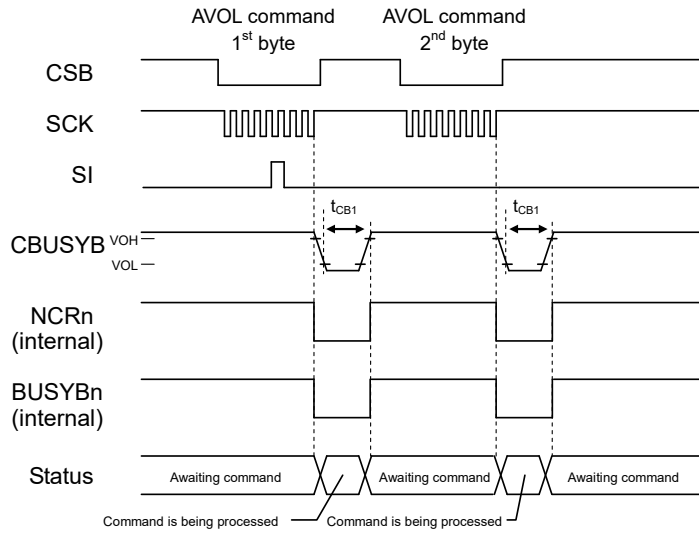 AVOL command
1st byte
AVOL command
2nd byte
CSB
SCK
SI
tCB1
tCB1
CBUSYB
VOH
VOL
NCRn
(internal)
BUSYBn
(internal)
Status
Awaiting command
Awaiting command
Awaiting command
Command is being processed
Command is being processed